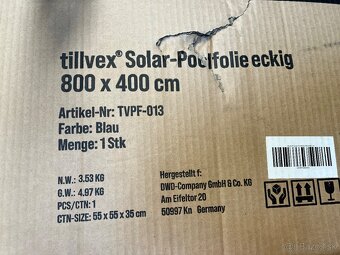 tillvex® Solar-Poolfolie eckig
800 x 400 cm
Artikel-Nr: TVPF-013
Farbe: Blau
Menge: 1 Stk
N.W.: 3.53 KG
G.W.: 4.97 KG
PCS/CTN: 1
CTN-SIZE: 55 x 55 x 35 cm
Hergestellt f:
DWD-Company GmbH & Co. KG
Am Eifeltor 20
50997 Kn Germany